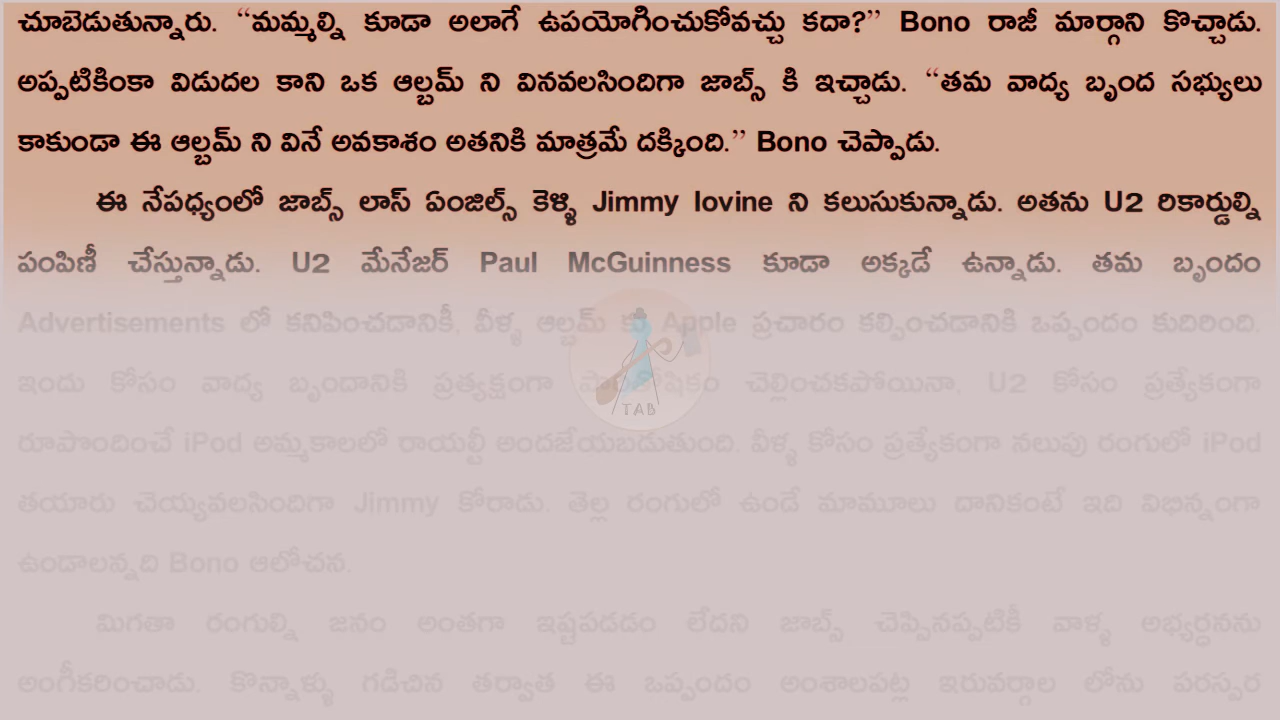 చూబెడుతున్నారు. “మమ్మల్ని కూడా అలాగే ఉపయోగించుకోవచ్చు కదా?” Bono రాజీ మార్గాని కొచ్చాడు.
అప్పటికింకా విడుదల కాని ఒక ఆల్బమ్ ని వినవలసిందిగా జాబ్స్ కి ఇచ్చాడు. “తమ వాద్య బృంద సభ్యులు
కాకుండా ఈ ఆల్బమ్ ని వినే అవకాశం అతనికి మాత్రమే దక్కింది.” Bono చెప్పాడు.
ఈ నేపధ్యంలో జాబ్స్ లాస్ ఏంజిల్స్ కెళ్ళి Jimmy Iovine ని కలుసుకున్నాడు. అతను U2 రికార్డుల్ని
పంపిణీ చేస్తున్నాడు. U2 మేనేజర్ Paul McGuinness కూడా అక్కడే ఉన్నాడు. తమ బృందం
Advertisements లో కనిపించడానికీ, వీళ్ళ ఆల్బమ్ కు Apple ప్రచారం కల్పించడానికి ఒప్పందం కుదిరింది.
ఇందు కోసం వాద్య బృందానికి ప్రత్యక్షంగా పారితోషికం చెల్లించకపోయినా, U2 కోసం ప్రత్యేకంగా
రూపొందించే iPod అమ్మకాలలో రాయల్టీ అందజేయబడుతుంది. వీళ్ళ కోసం ప్రత్యేకంగా నలుపు రంగులో iPod
తయారు చెయ్యవలసిందిగా Jimmy కోరాడు. తెల్ల రంగులో ఉండే మామూలు దానికంటే ఇది విభిన్నంగా
ఉండాలన్నది Bono ఆలోచన.
మిగతా రంగుల్ని జనం అంతగా ఇష్టపడడం లేదని జాబ్స్ చెప్పినప్పటికీ వాళ్ళ అభ్యర్ధనను
అంగీకరించాడు. కొన్నాళ్ళు గడిచిన తర్వాత ఈ ఒప్పందం అంశాలపట్ల ఇరువర్గాల లోను పరస్పర
TAB